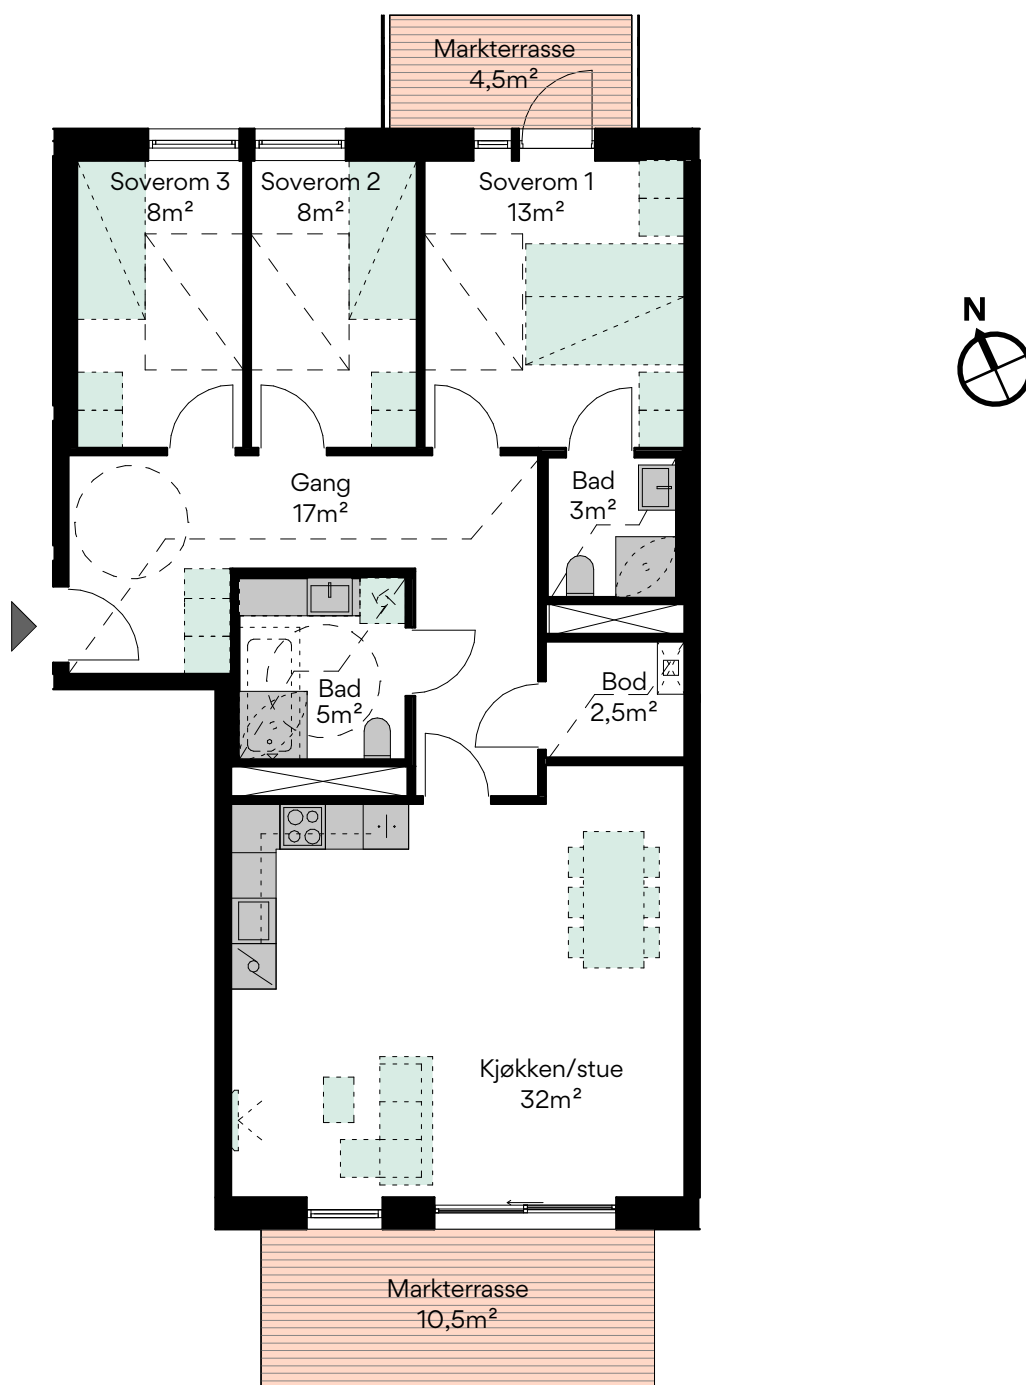 Markterrasse
4,5m²
Soverom 3
8m²
Soverom 2
8m²
Soverom 1
13m²
N
Gang
17m²
Bad
3m²
Bad
5m²
Bod
2,5m²
Kjøkken/stue
32m²
Markterrasse
10,5m²